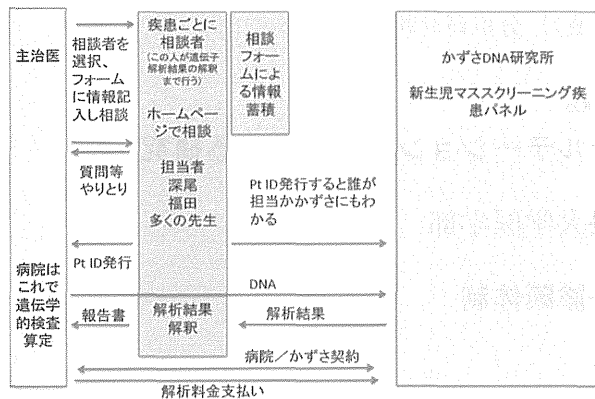 主治医
相談者を
選択、フォー
ムに情報記
入し相談
疾患ごとに
相談者
(この人が遺伝子
解析結果の解釈
まで行う)
ホームペー
ジで相談
相談
フォー
ムによ
る情報
蓄積
かずさDNA研究所
新生児マススクリーニング疾
患パネル
質問等
やりとり
担当者
深尾
福田
多くの先生
Pt ID発行すると誰が
担当かかずさにもわ
かる
病院は
これで
遺伝学
的検査
算定
Pt ID発行
DNA
報告書
解析結果
解釈
解析結果
病院／かずさ契約
解析料金支払い